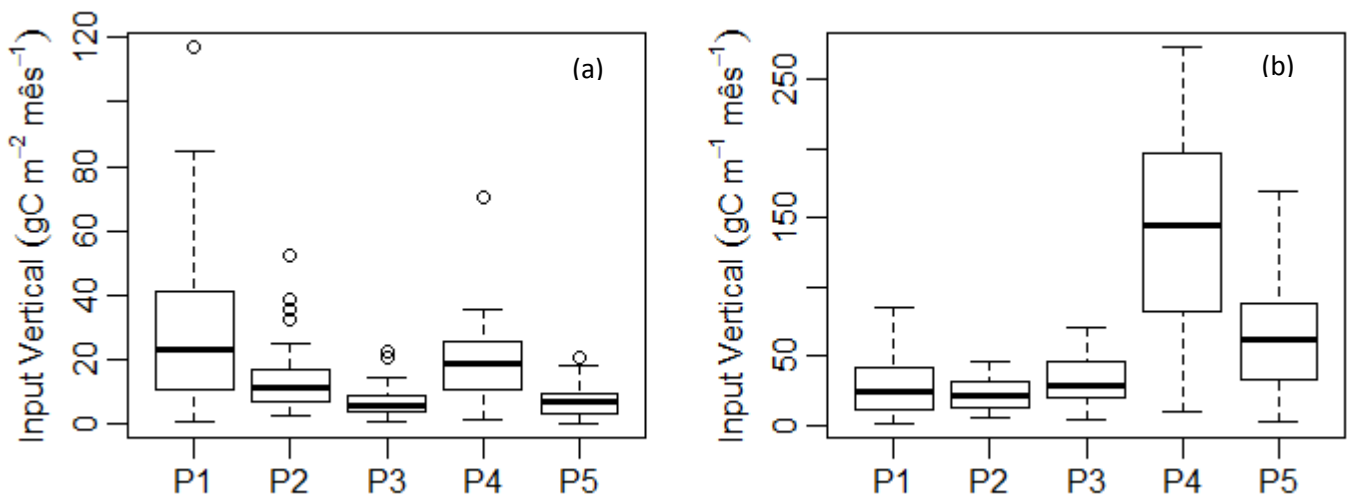 Input Vertical (gC m⁻² mês⁻¹)
120
80
60
40
20
0
(a)
P1 P2 P3 P4 P5
Input Vertical (gC m⁻¹ mês⁻¹)
250
150
50
0
(b)
P1 P2 P3 P4 P5